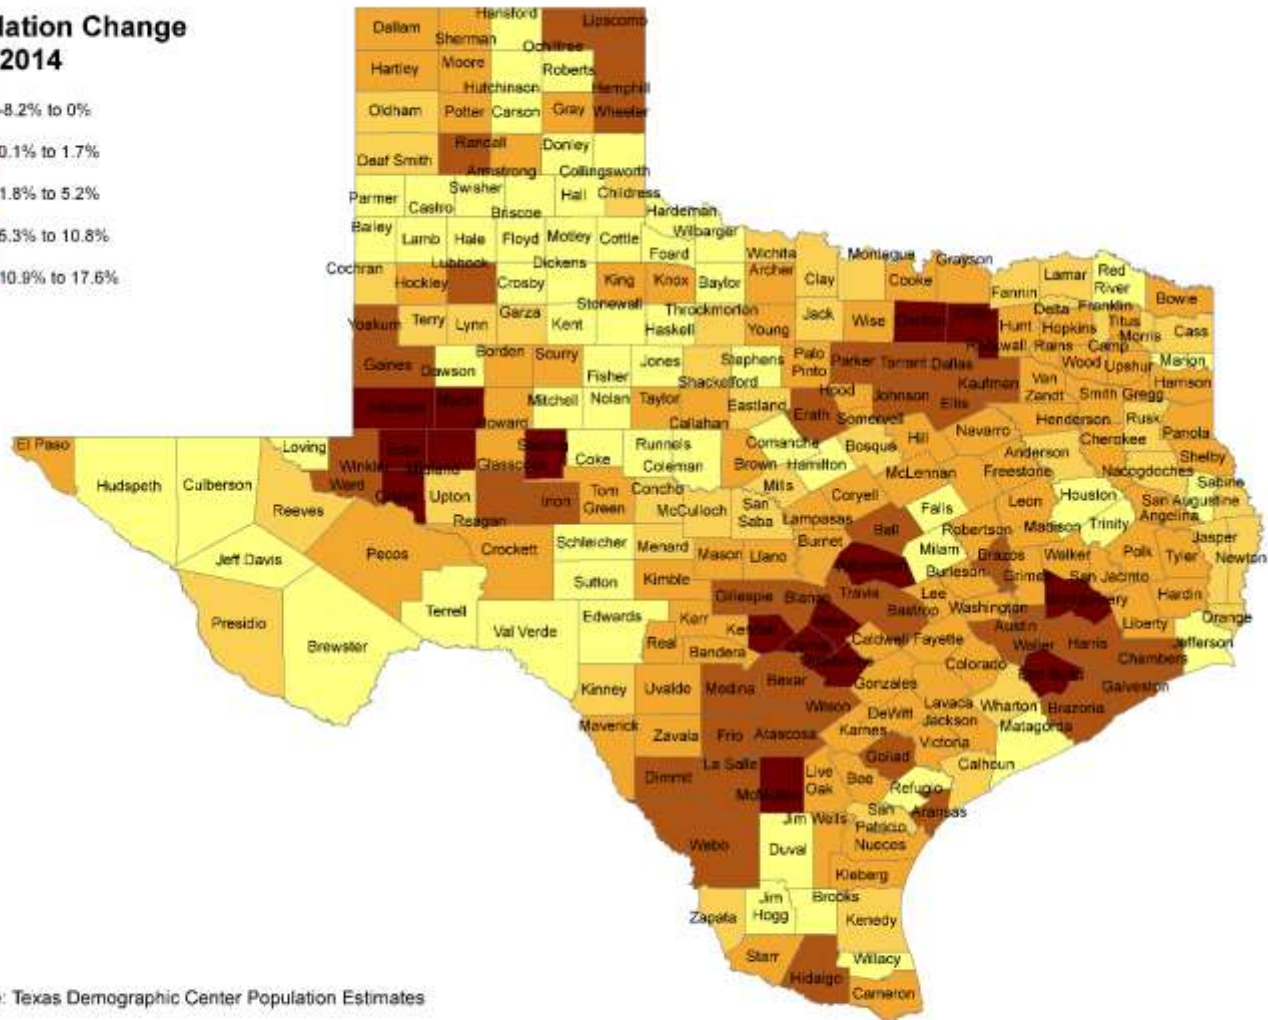 lation Change
2014
-8.2% to 0%
0.1% to 1.7%
1.8% to 5.2%
5.3% to 10.8%
10.9% to 17.6%
Dallam Sherman Hansford Ochiltree Lipscomb
Hartley Moore Hutchinson Roberts Hemphill
Oldham Potter Carson Gray Wheeler
Deaf Smith Randall Armstrong Donley Collingsworth
Parmer Castro Swisher Briscoe Hall Childress Hardeman
Bailey Lamb Hale Floyd Motley Cottle Foard Wilbarger
Cochran Hockley Lubbock Crosby Dickens King Knox Baylor Wichita Archer Clay Montague Cooke Grayson Fannin Lamar Red River Bowie
Yoakum Terry Lynn Garza Kent Stonewall Haskell Throckmorton Young Jack Wise Denton Hunt Delta Hopkins Franklin Titus Morris Cass
Rains Camp
Gaines Dawson Borden Scurry Fisher Jones Shackelford Stephens Palo Pinto Parker Tarrant Dallas Kaufman Van Zandt Wood Upshur Marion
Harrison Smith Gregg
Martin Howard Mitchell Nolan Taylor Callahan Eastland Erath Hood Somervell Johnson Ellis Henderson Rusk Panola
El Paso Hudspeth Culberson Reeves Loving Winkler Ward Midland Glasscock Coke Runnels Coleman Brown Comanche Hamilton Bosque Hill Navarro Anderson Cherokee Nacogdoches Shelby
Crane Upton Reagan Irion Tom Green Concho McCulloch San Saba Mills Lampasas Coryell McLennan Falls Freestone Leon Houston Sabine San Augustine Angelina
Jeff Davis Pecos Crockett Schleicher Menard Mason Llano Burnet Bell Milam Robertson Madison Trinity Polk Tyler Jasper Newton
Presidio Brewster Terrell Val Verde Sutton Kimble Gillespie Blanco Travis Bastrop Lee Burleson Brazos Grimes Walker San Jacinto Hardin
Edwards Real Kerr Bandera Caldwell Fayette Washington Austin Waller Harris Liberty Orange Jefferson Chambers Galveston
Kinney Uvalde Medina Bexar Wilson Gonzales Lavaca Colorado Wharton Brazoria Matagorda
Maverick Zavala Frio Atascosa Karnes DeWitt Jackson Victoria Calhoun
Dimmit La Salle McMullen Live Oak Bee Goliad Refugio Aransas
Webb Duval Jim Wells San Patricio Nueces Kleberg
Zapata Jim Hogg Brooks Kenedy
Starr Hidalgo Willacy Cameron
: Texas Demographic Center Population Estimates